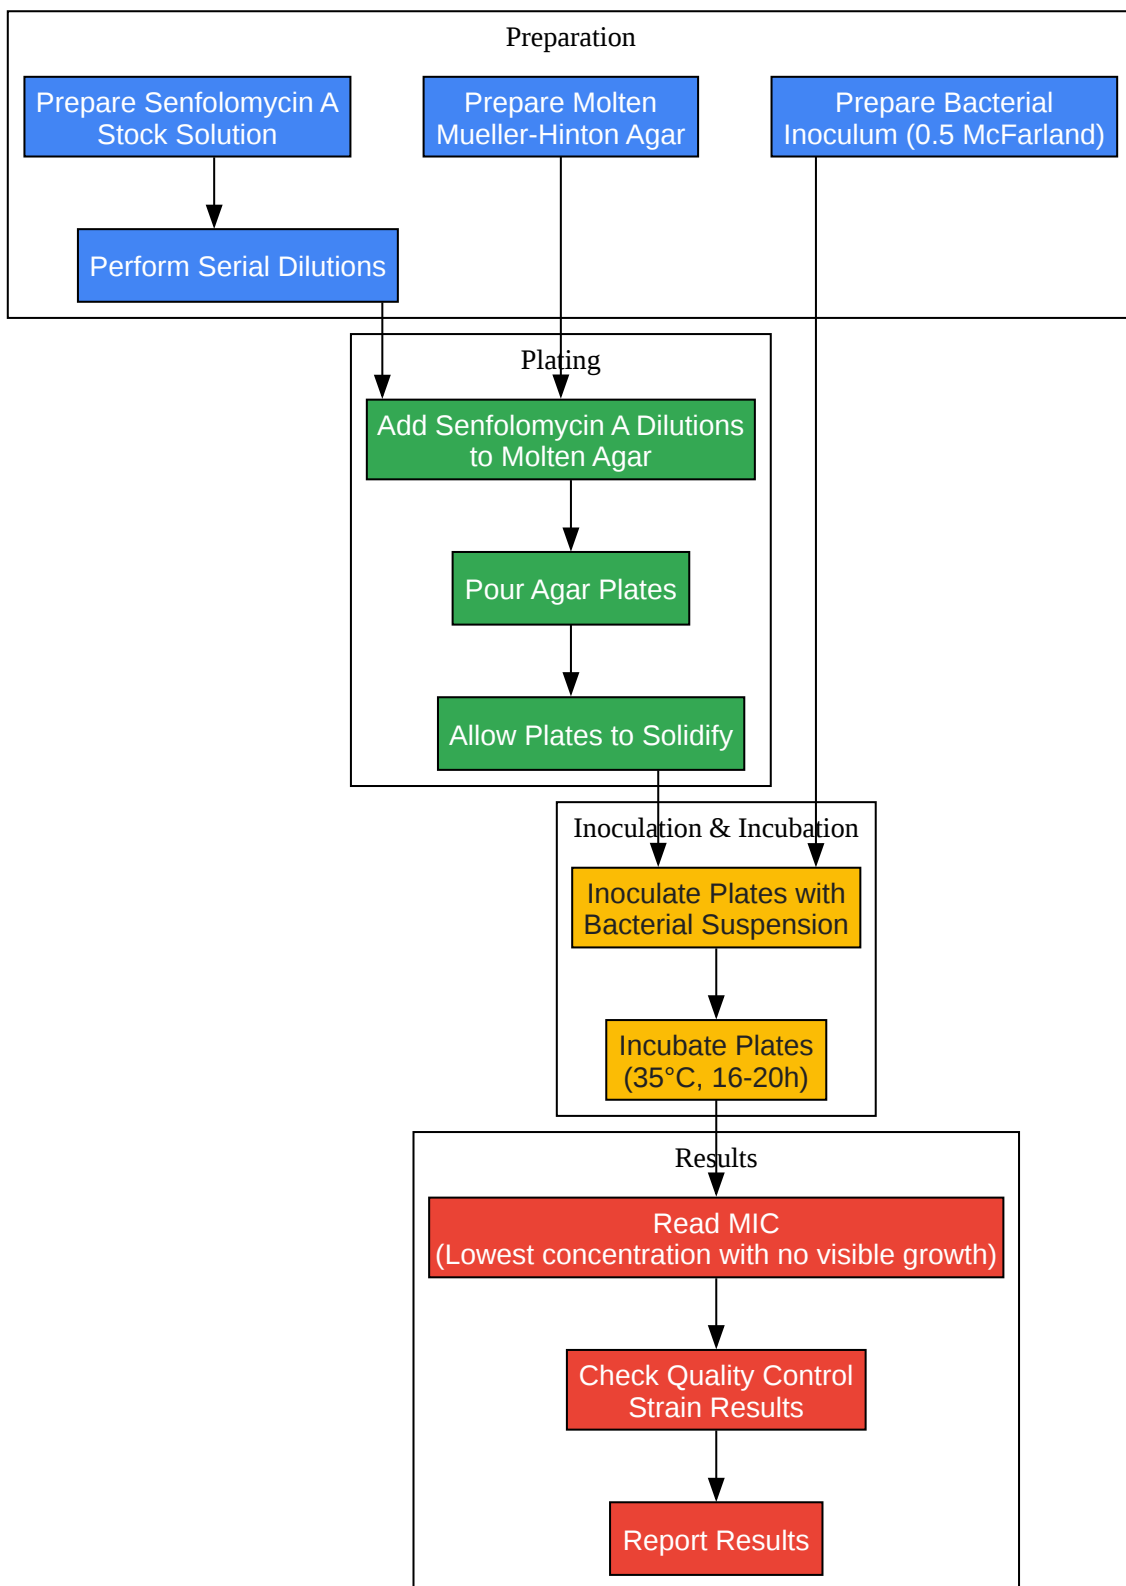 Preparation
Prepare Senfolomycin A
Stock Solution
Prepare Molten
Mueller-Hinton Agar
Prepare Bacterial
Inoculum (0.5 McFarland)
Perform Serial Dilutions
Plating
Add Senfolomycin A Dilutions
to Molten Agar
Pour Agar Plates
Allow Plates to Solidify
Inoculation & Incubation
Inoculate Plates with
Bacterial Suspension
Incubate Plates
(35°C, 16-20h)
Results
Read MIC
(Lowest concentration with no visible growth)
Check Quality Control
Strain Results
Report Results